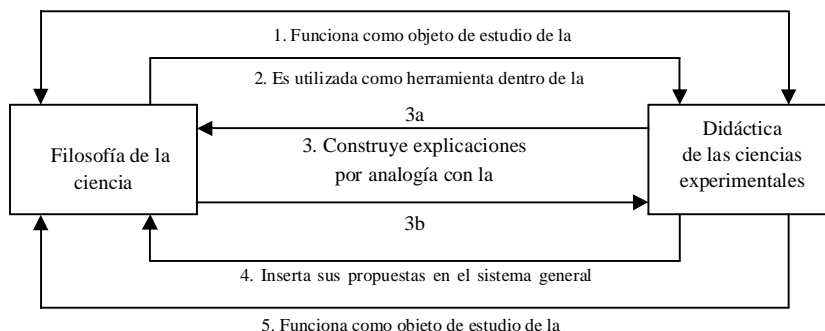 1. Funciona como objeto de estudio de la
2. Es utilizada como herramienta dentro de la
3a
Filosofía de la
ciencia
3. Construye explicaciones
por analogía con la
Didáctica
de las ciencias
experimentales
3b
4. Inserta sus propuestas en el sistema general
5. Funciona como objeto de estudio de la